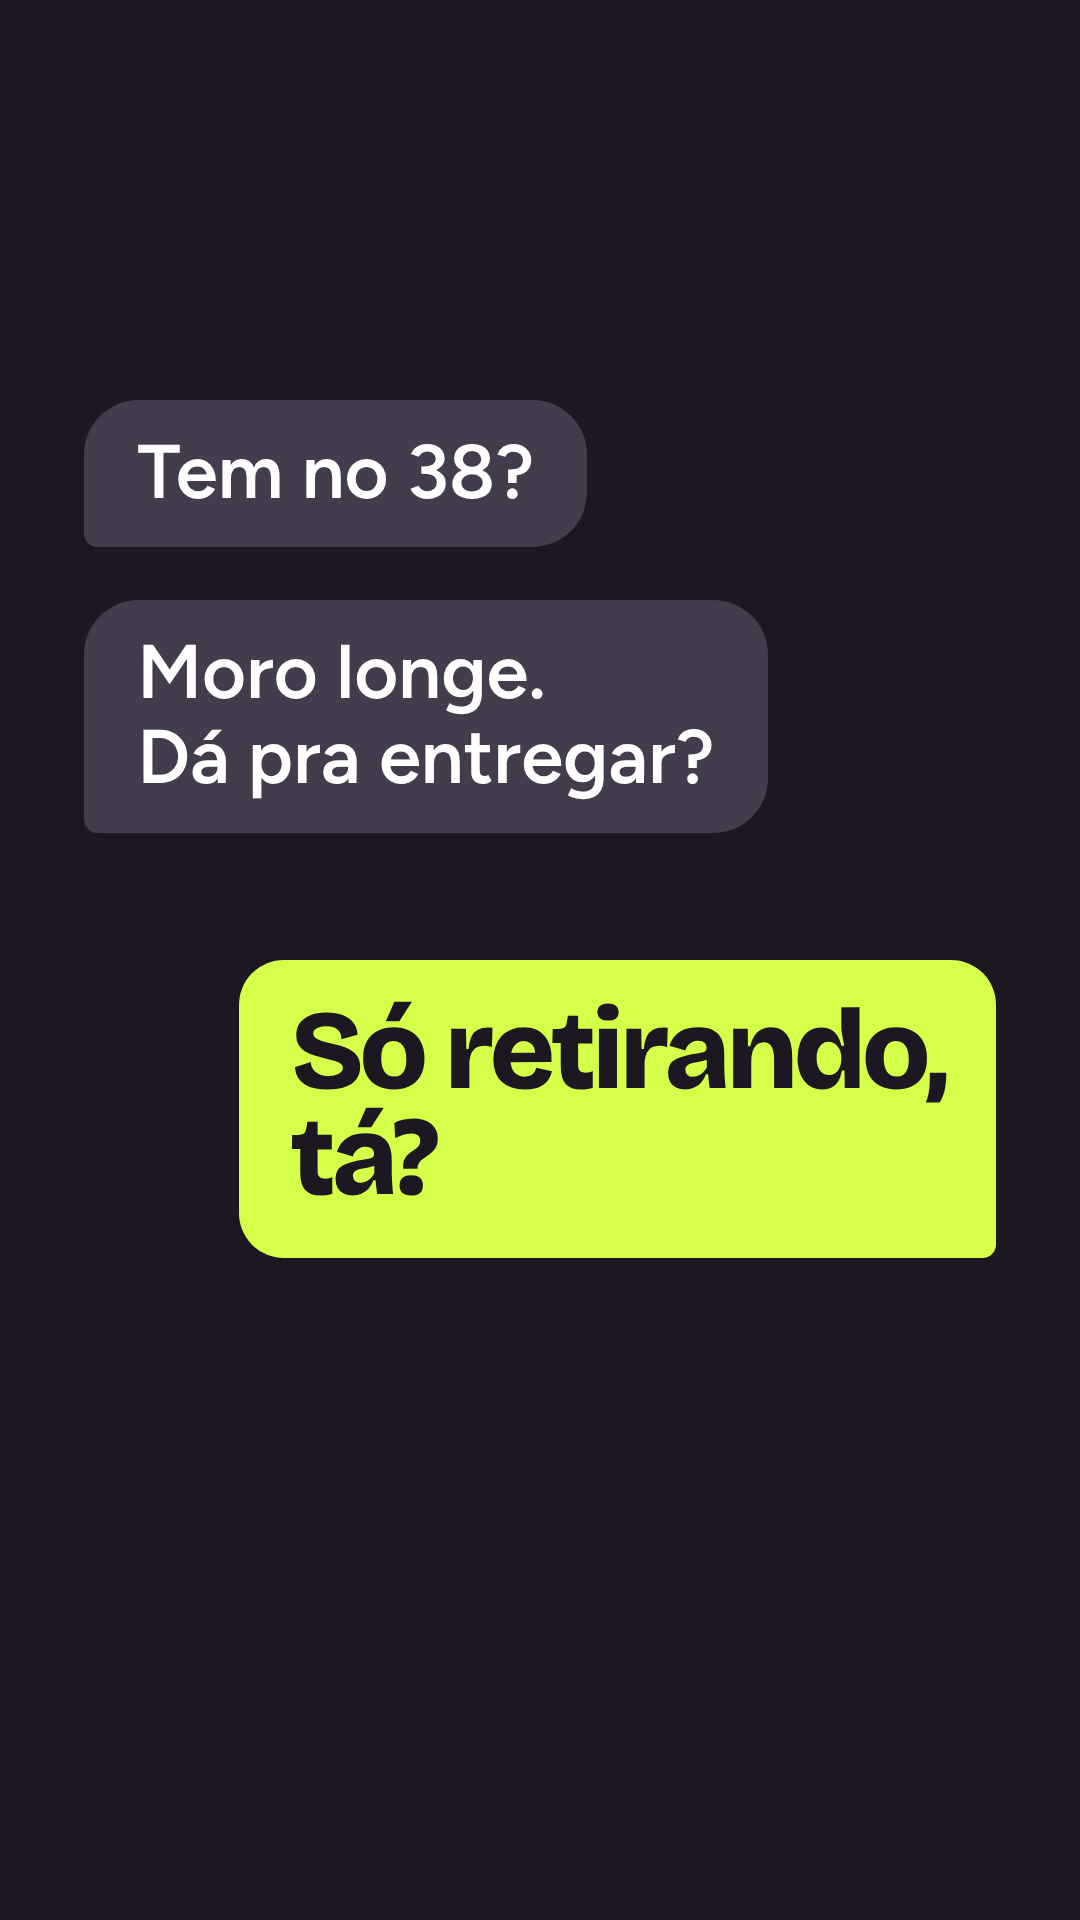 Tem no 38?
Moro longe.
Dá pra entregar?
Só retirando,
tá?